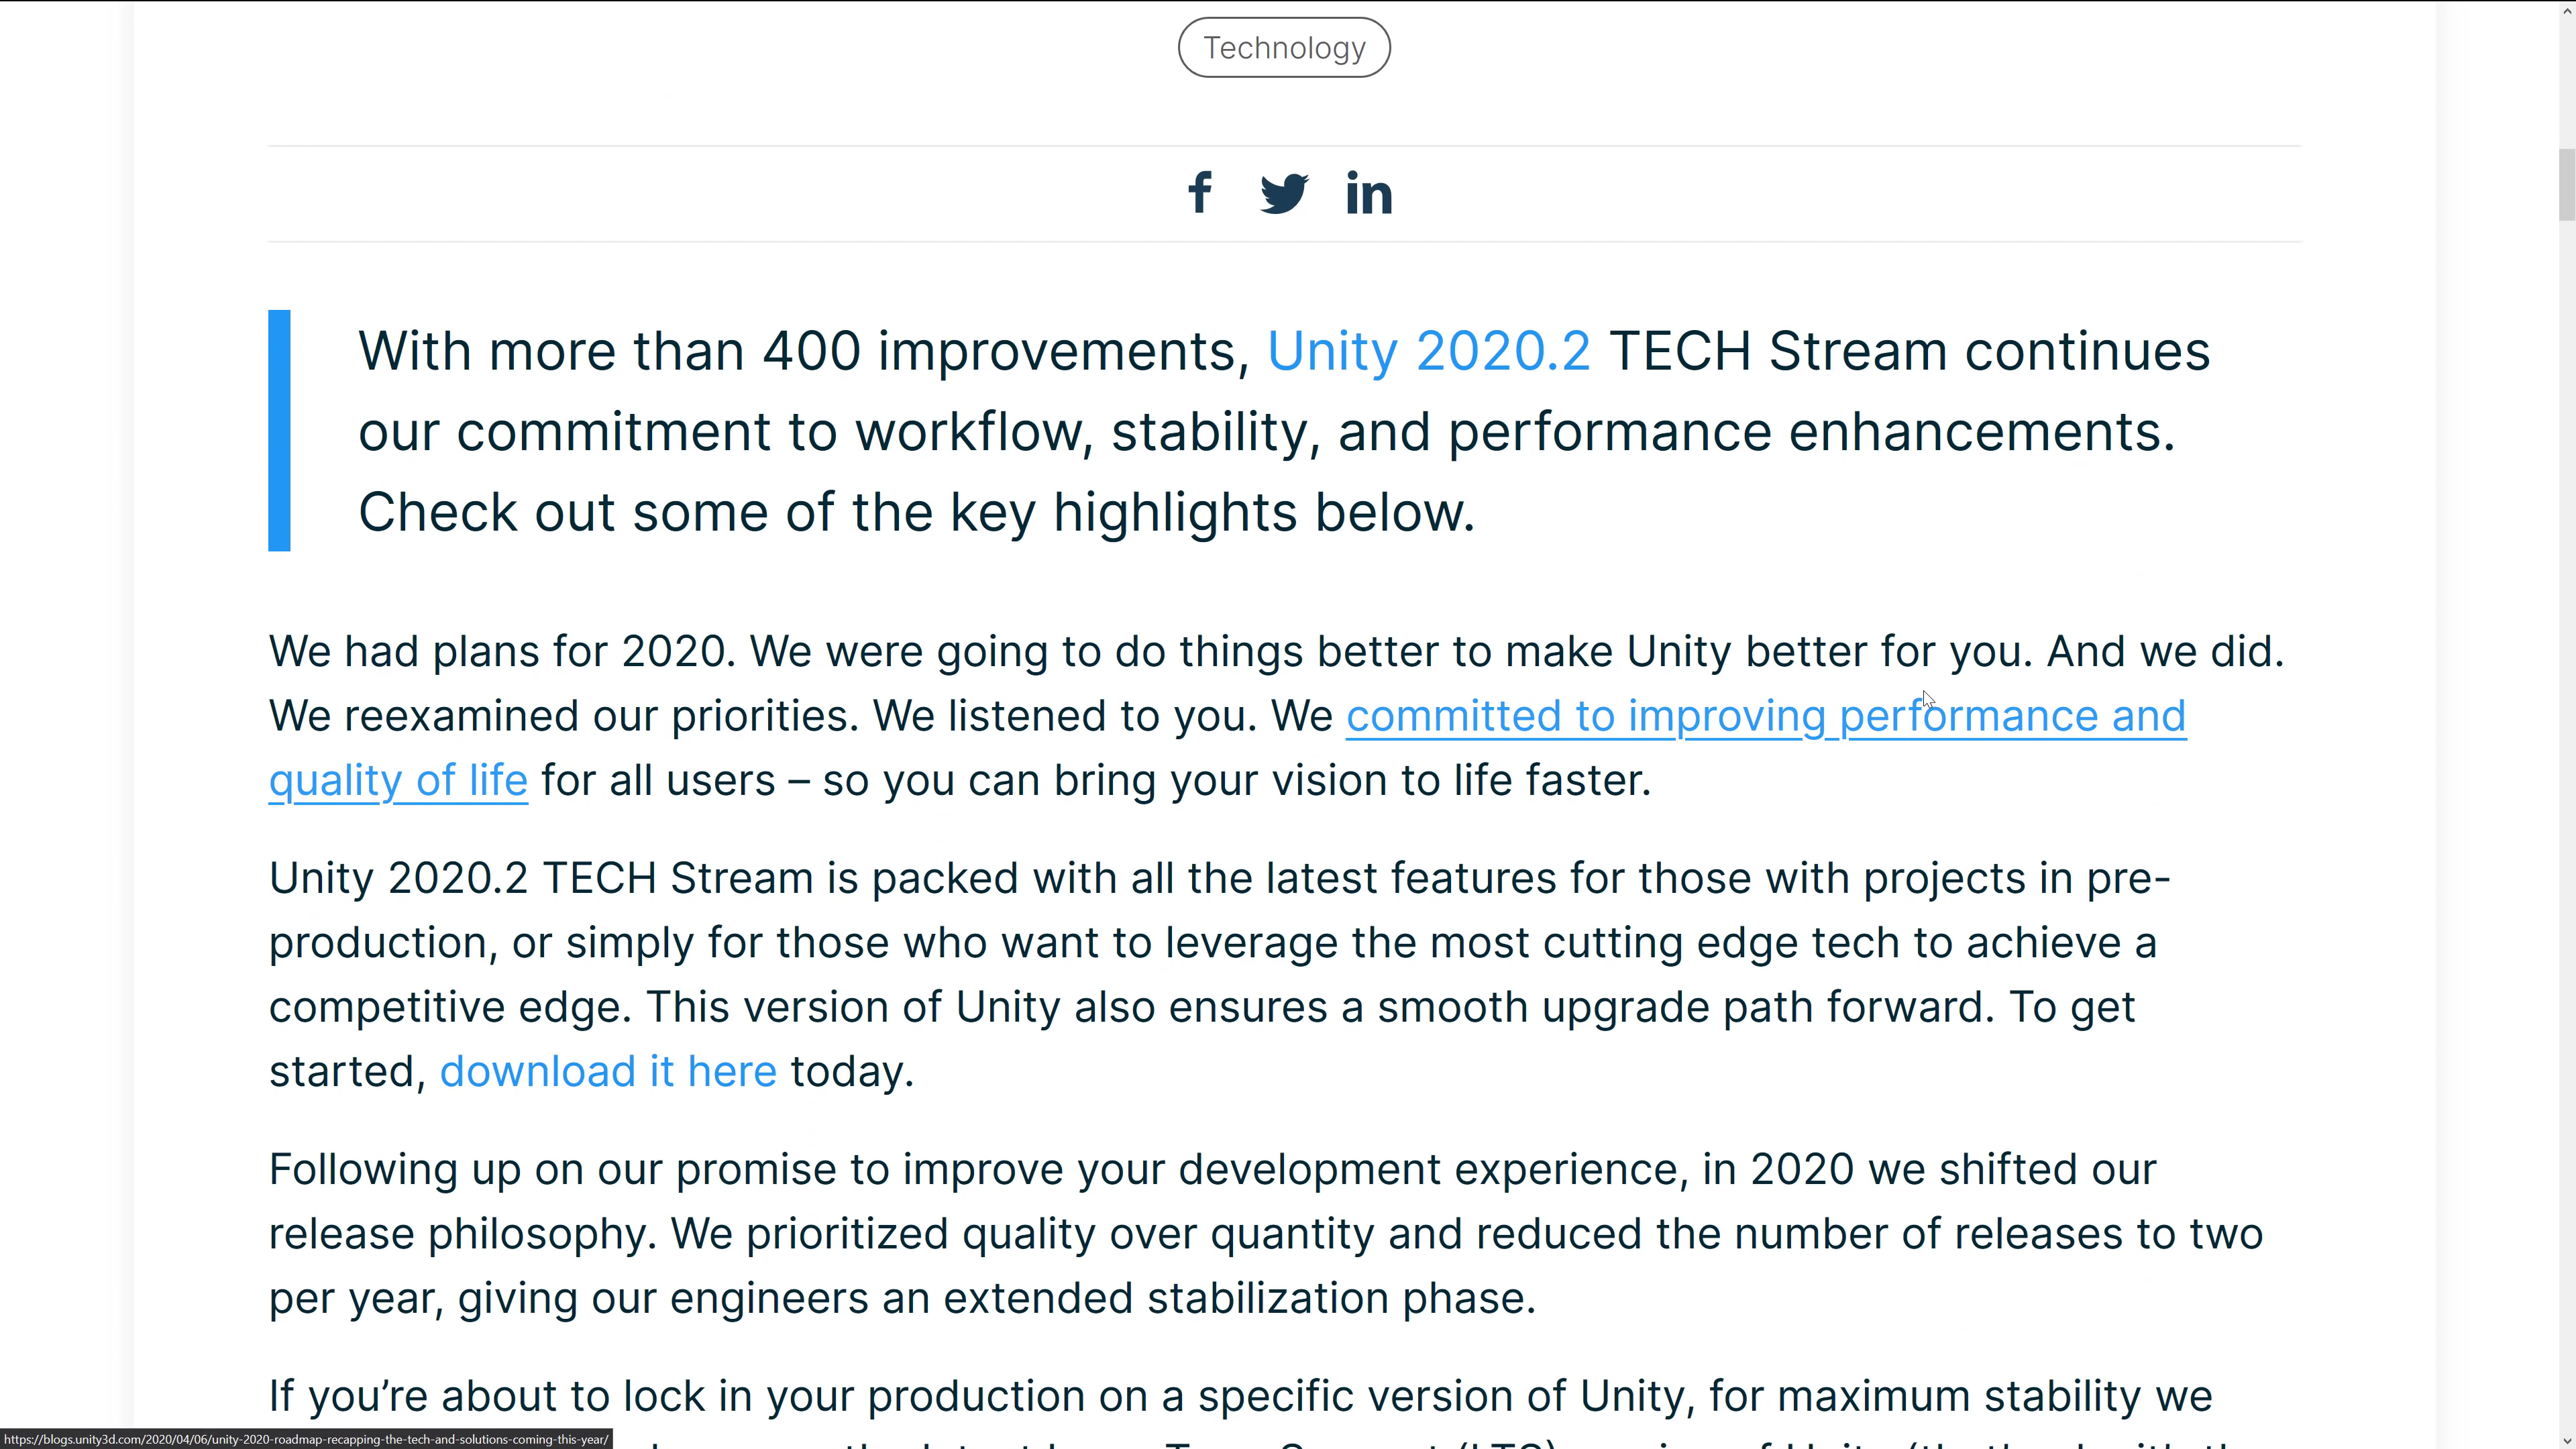 Technology
f in
With more than 400 improvements, Unity 2020.2 TECH Stream continues
our commitment to workflow, stability, and performance enhancements.
Check out some of the key highlights below.
We had plans for 2020. We were going to do things better to make Unity better for you. And we did.
We reexamined our priorities. We listened to you. We committed to improving performance and
quality of life for all users – so you can bring your vision to life faster.
Unity 2020.2 TECH Stream is packed with all the latest features for those with projects in pre-
production, or simply for those who want to leverage the most cutting edge tech to achieve a
competitive edge. This version of Unity also ensures a smooth upgrade path forward. To get
started, download it here today.
Following up on our promise to improve your development experience, in 2020 we shifted our
release philosophy. We prioritized quality over quantity and reduced the number of releases to two
per year, giving our engineers an extended stabilization phase.
If you’re about to lock in your production on a specific version of Unity, for maximum stability we
https://blogs.unity3d.com/2020/04/06/unity-2020-roadmap-recapping-the-tech-and-solutions-coming-this-year/